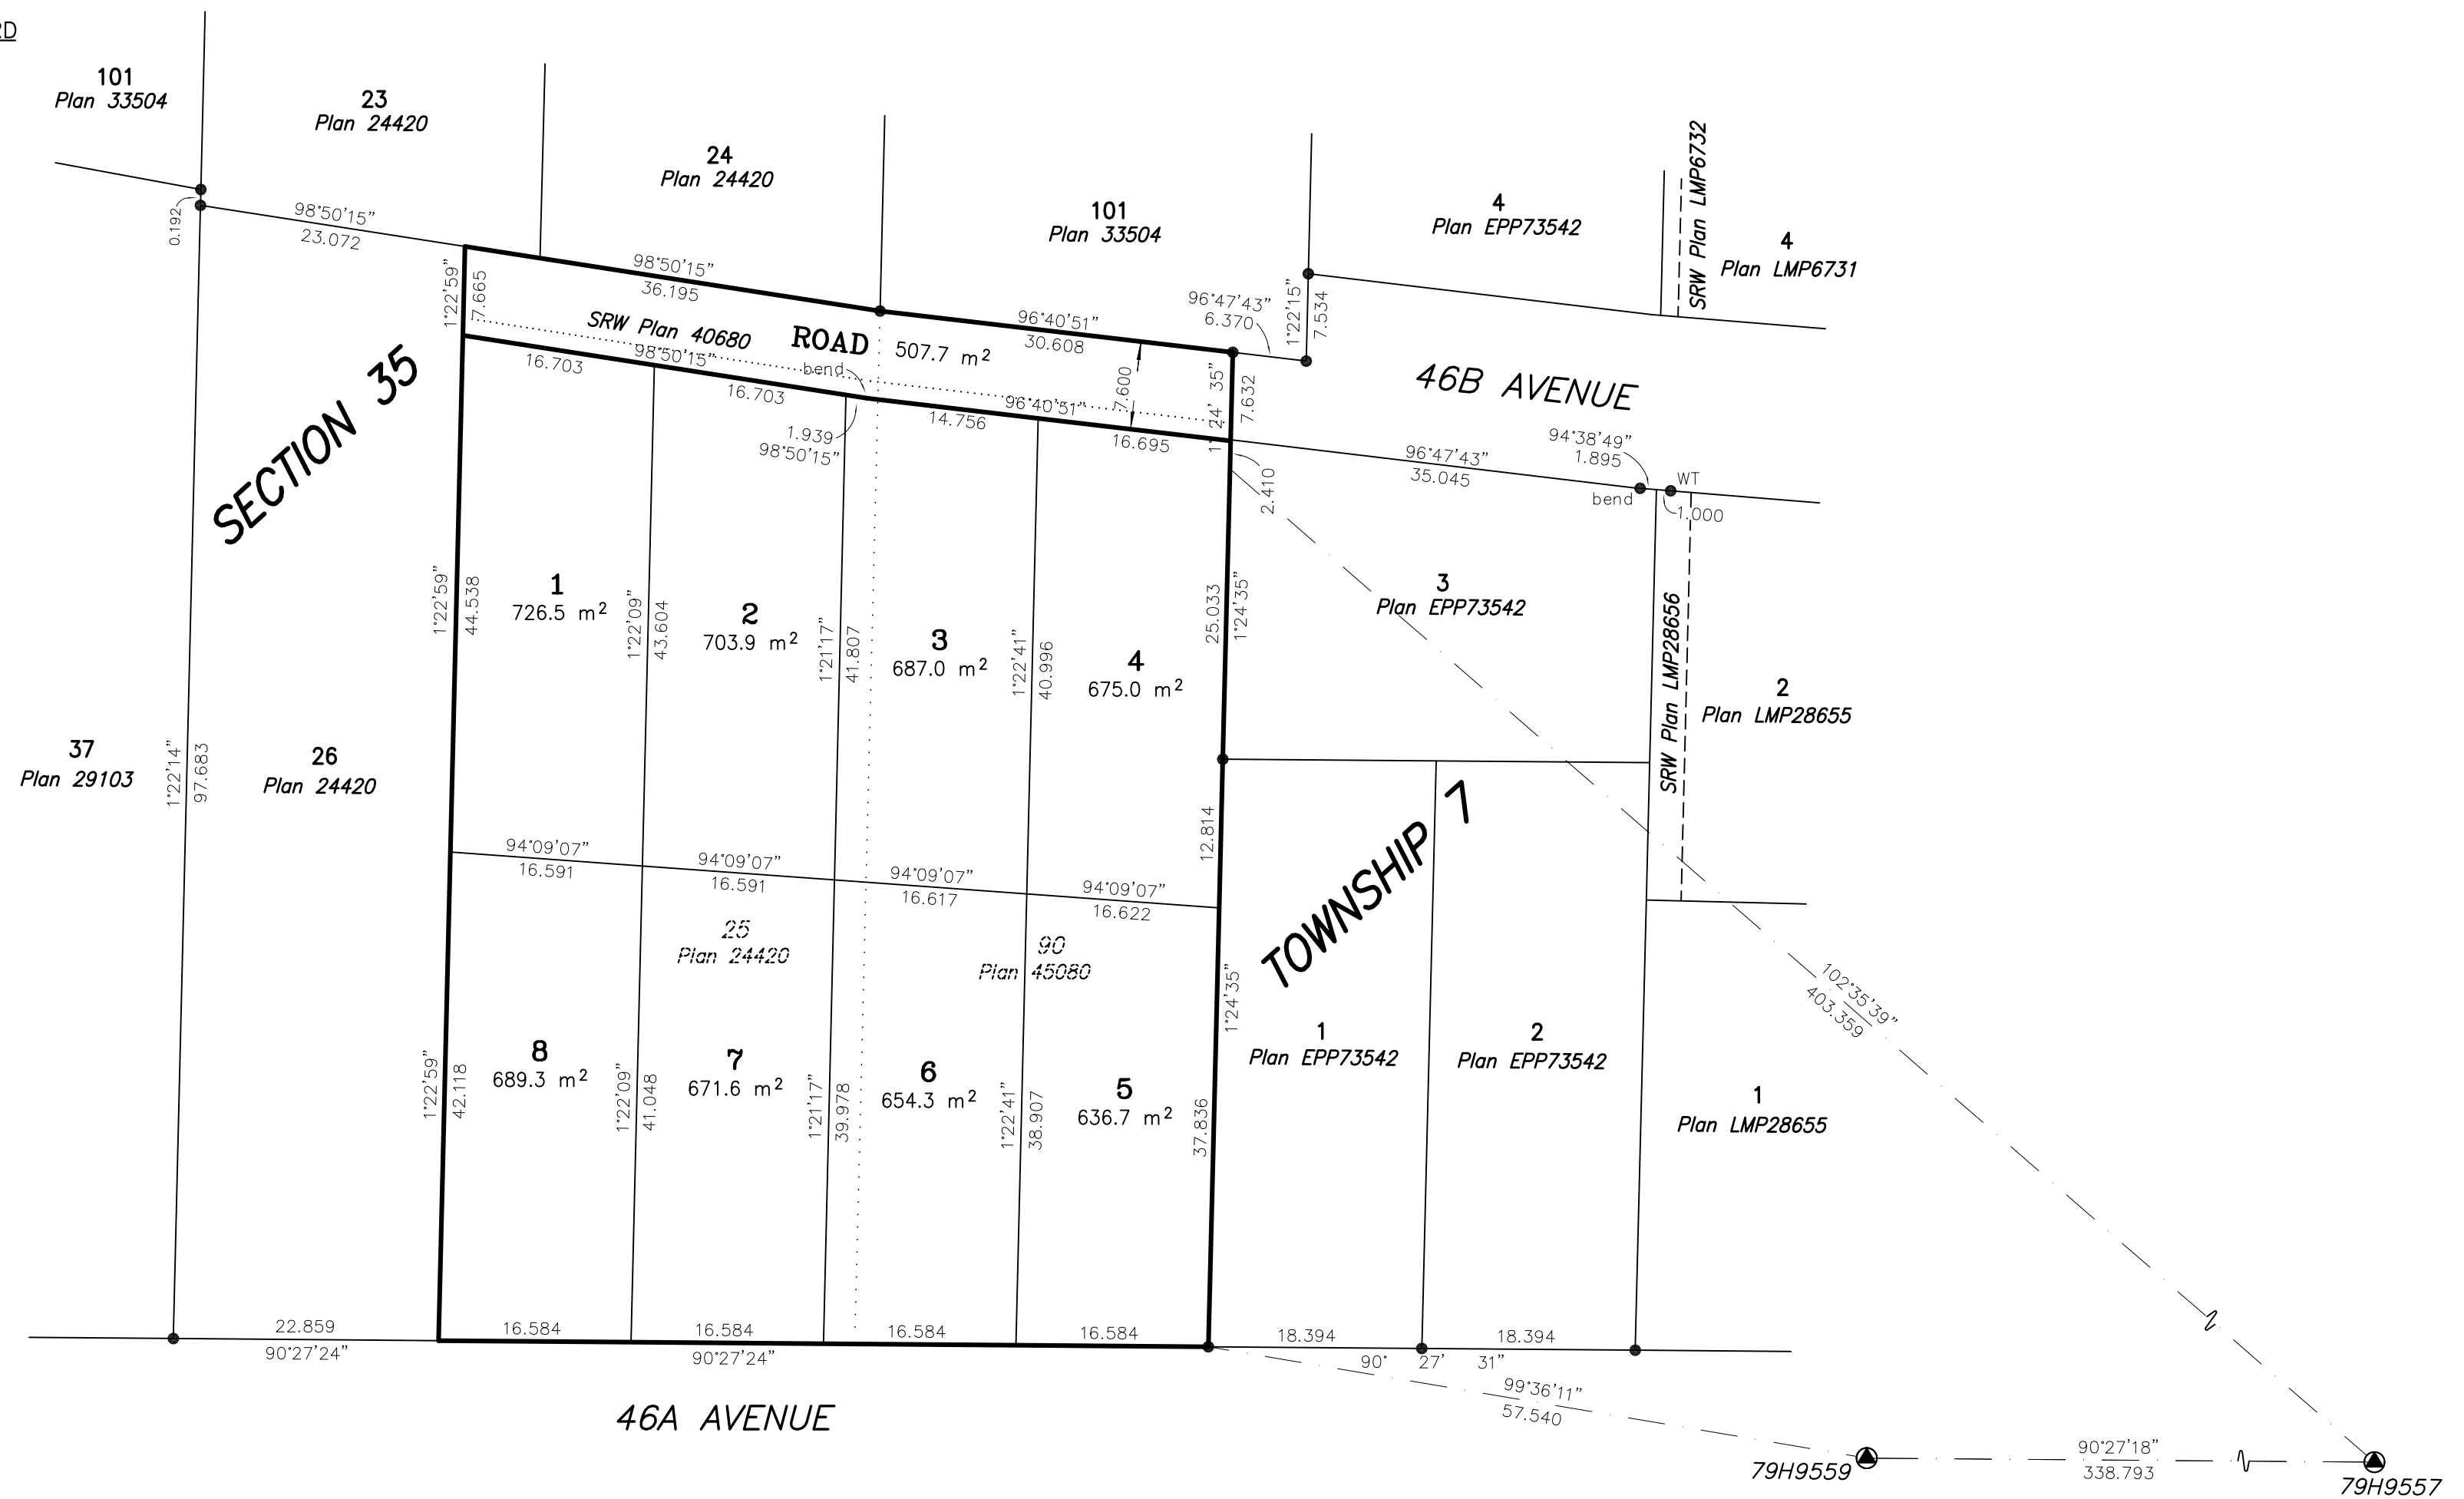 101
Plan 33504
23
Plan 24420
24
Plan 24420
101
Plan 33504
4
Plan EPP73542
SRW Plan LMP6732
4
Plan LMP6731
0.192
98°50'15"
23.072
1°22'59"
7.665
98°50'15"
36.195
SRW Plan 40680
ROAD
507.7 m²
96°40'51"
30.608
96°47'43"
6.370
1°22'15"
7.534
46B AVENUE
16.703
98°50'15"
16.703
bend
1.939
98°50'15"
14.756
96°40'51"
7.600
16.695
1° 24' 35"
7.632
2.410
96°47'43"
35.045
94°38'49"
1.895
bend
WT
1.000
SECTION 35
1°22'59"
44.538
1
726.5 m²
1°22'09"
43.604
2
703.9 m²
1°21'17"
41.807
3
687.0 m²
1°22'41"
40.996
4
675.0 m²
25.033
1°24'35"
3
Plan EPP73542
SRW Plan LMP28656
2
Plan LMP28655
37
Plan 29103
1°22'14"
97.683
26
Plan 24420
12.814
TOWNSHIP 7
94°09'07"
16.591
94°09'07"
16.591
94°09'07"
16.617
94°09'07"
16.622
25
Plan 24420
90
Plan 45080
1°24'35"
37.836
1°22'59"
42.118
8
689.3 m²
1°22'09"
41.048
7
671.6 m²
1°21'17"
39.978
6
654.3 m²
1°22'41"
38.907
5
636.7 m²
1
Plan EPP73542
2
Plan EPP73542
1
Plan LMP28655
102°35'39"
403.359
22.859
90°27'24"
16.584
16.584
90°27'24"
16.584
16.584
18.394
18.394
90° 27' 31"
99°36'11"
57.540
46A AVENUE
79H9559
90°27'18"
338.793
79H9557